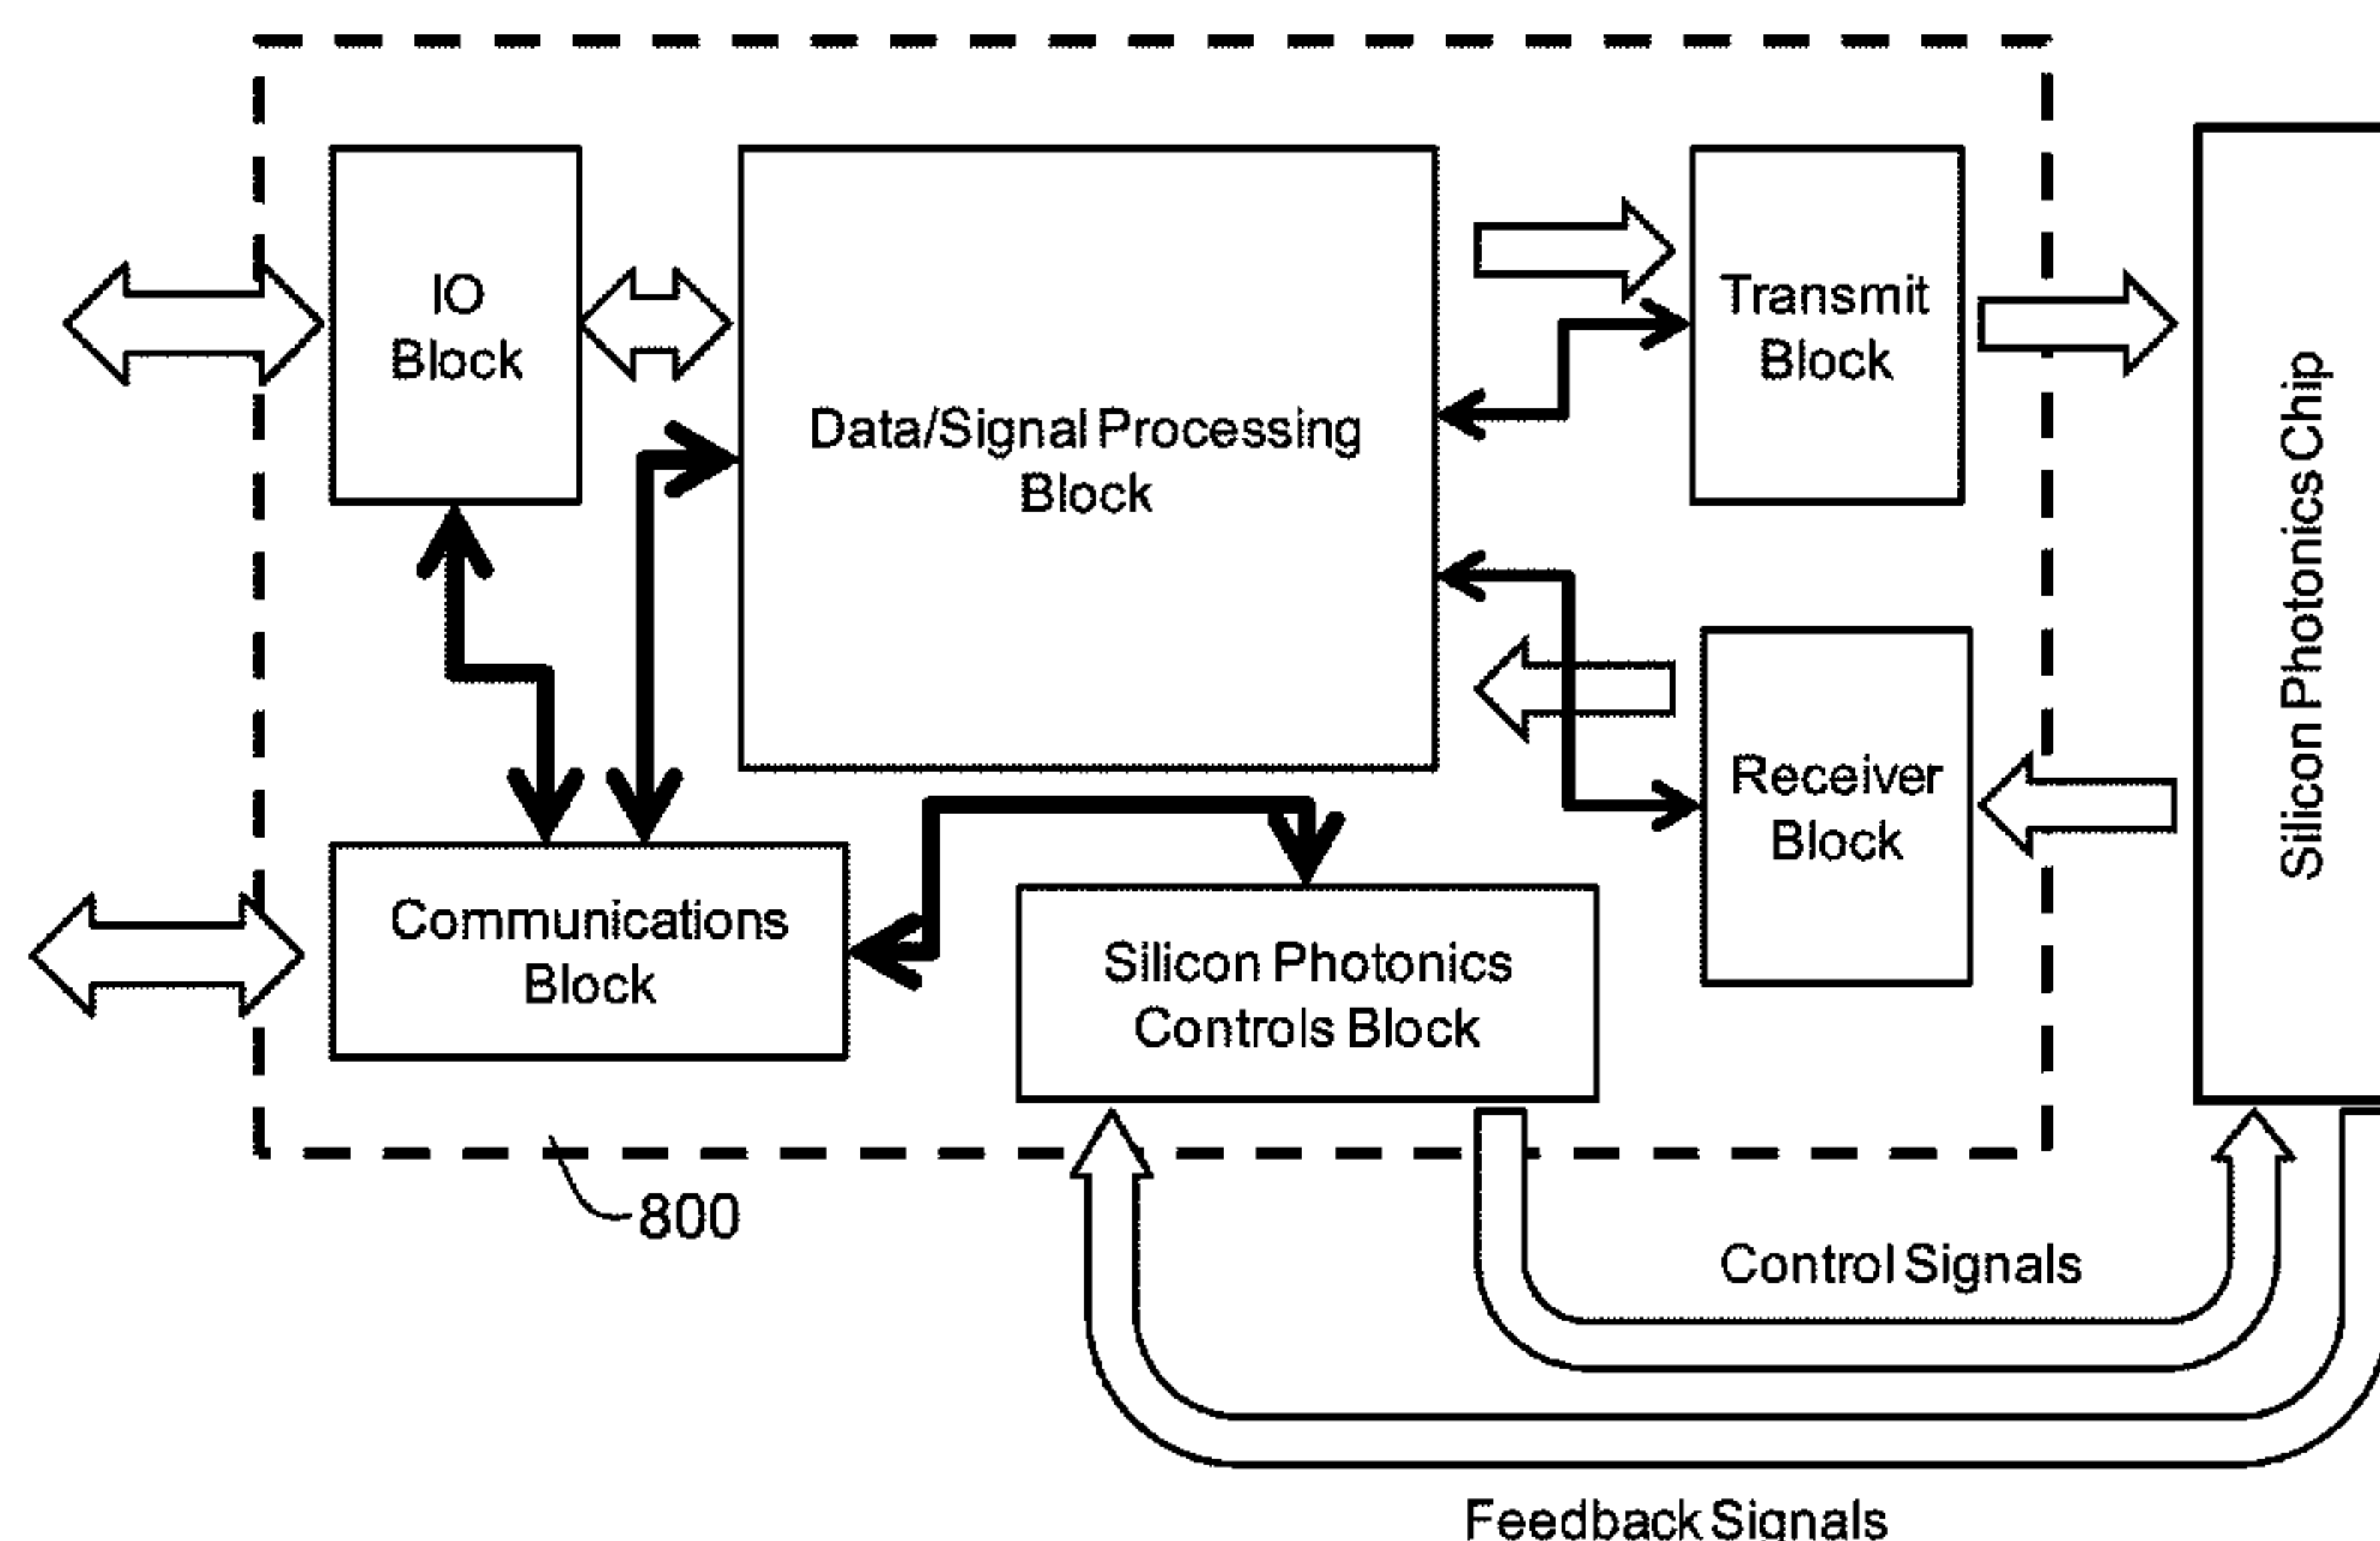 IO
Block
Data/Signal Processing
Block
Transmit
Block
Silicon Photonics Chip
Receiver
Block
Communications
Block
Silicon Photonics
Controls Block
800
Control Signals
Feedback Signals